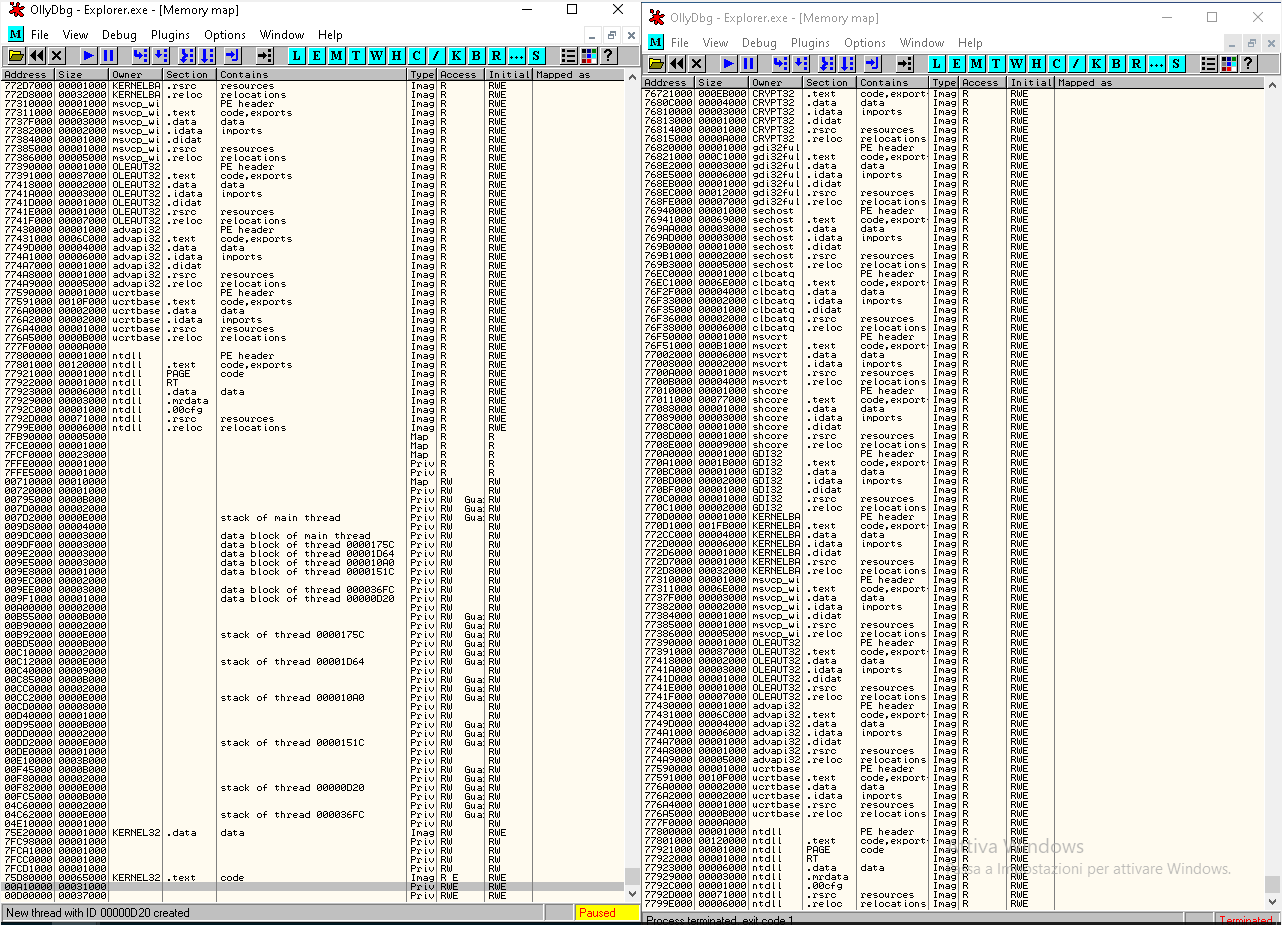 OllyDbg - Explorer.exe - [Memory map]
File View Debug Plugins Options Window Help
L E M T W H C / K B R ... S
Address Size Owner Section Contains Type Access Initial Mapped as
772D7000 00001000 KERNELBA .rsrc resources Imag R RWE
772D8000 00032000 KERNELBA .reloc relocations Imag R RWE
77310000 00001000 msvcp_wi PE header Imag R RWE
77311000 0006E000 msvcp_wi .text code,exports Imag R RWE
7737F000 00003000 msvcp_wi .data data Imag R RWE
77382000 00002000 msvcp_wi .idata imports Imag R RWE
77384000 00001000 msvcp_wi .didat Imag R RWE
77385000 00001000 msvcp_wi .rsrc resources Imag R RWE
77386000 00005000 msvcp_wi .reloc relocations Imag R RWE
77390000 00001000 OLEAUT32 PE header Imag R RWE
77391000 00087000 OLEAUT32 .text code,exports Imag R RWE
77418000 00002000 OLEAUT32 .data data Imag R RWE
7741A000 00003000 OLEAUT32 .idata imports Imag R RWE
7741D000 00001000 OLEAUT32 .didat Imag R RWE
7741E000 00001000 OLEAUT32 .rsrc resources Imag R RWE
7741F000 00007000 OLEAUT32 .reloc relocations Imag R RWE
77430000 00001000 advapi32 PE header Imag R RWE
77431000 0006C000 advapi32 .text code,exports Imag R RWE
7749D000 00004000 advapi32 .data data Imag R RWE
774A1000 00006000 advapi32 .idata imports Imag R RWE
774A7000 00001000 advapi32 .didat Imag R RWE
774A8000 00001000 advapi32 .rsrc resources Imag R RWE
774A9000 00005000 advapi32 .reloc relocations Imag R RWE
77590000 00001000 ucrtbase PE header Imag R RWE
77591000 0010F000 ucrtbase .text code,exports Imag R RWE
776A0000 00002000 ucrtbase .data data Imag R RWE
776A2000 00002000 ucrtbase .idata imports Imag R RWE
776A4000 00001000 ucrtbase .rsrc resources Imag R RWE
776A5000 0000B000 ucrtbase .reloc relocations Imag R RWE
777F0000 0000A000 Imag R RWE
77800000 00001000 ntdll PE header Imag R RWE
77801000 00120000 ntdll .text code,exports Imag R RWE
77921000 00001000 ntdll PAGE code Imag R RWE
77922000 00001000 ntdll RT Imag R RWE
77923000 00006000 ntdll .data data Imag R RWE
77929000 00003000 ntdll .mrdata Imag R RWE
7792C000 00001000 ntdll .00cfg Imag R RWE
7792D000 00071000 ntdll .rsrc resources Imag R RWE
7799E000 00006000 ntdll .reloc relocations Imag R RWE
7FB90000 00005000 Map R R
7FCE0000 00001000 Map R R
7FCF0000 00023000 Map R R
7FFE0000 00001000 Priv R R
7FFE5000 00001000 Priv R R
00710000 00010000 Map RW RW
00720000 00001000 Priv RW RW
00795000 0000B000 Priv RW Gua: RW
007D0000 00002000 Priv RW Gua: RW
007D2000 0000E000 stack of main thread Priv RW Gua: RW
009D3000 00004000 Priv RW RW
009DC000 00003000 data block of main thread Priv RW RW
009DF000 00003000 data block of thread 0000175C Priv RW RW
009E2000 00003000 data block of thread 00001D64 Priv RW RW
009E5000 00003000 data block of thread 000010A0 Priv RW RW
009E8000 00001000 data block of thread 0000151C Priv RW RW
009EC000 00002000 Priv RW RW
009EE000 00003000 data block of thread 000036FC Priv RW RW
009F1000 00001000 data block of thread 00000D20 Priv RW RW
00A00000 00002000 Priv RW RW
00B55000 0000B000 Priv RW Gua: RW
00B90000 00002000 Priv RW Gua: RW
00B92000 0000E000 stack of thread 0000175C Priv RW Gua: RW
00BD5000 0000B000 Priv RW Gua: RW
00C10000 00002000 Priv RW Gua: RW
00C12000 0000E000 stack of thread 00001D64 Priv RW Gua: RW
00C40000 00009000 Priv RW RW
00C85000 0000B000 Priv RW Gua: RW
00CC0000 00002000 Priv RW Gua: RW
00CC2000 0000E000 stack of thread 000010A0 Priv RW Gua: RW
00CD0000 00003000 Priv RW RW
00D40000 00001000 Priv RW RW
00D95000 0000B000 Priv RW Gua: RW
00DD0000 00002000 Priv RW Gua: RW
00DD2000 0000E000 stack of thread 0000151C Priv RW Gua: RW
00DE0000 00001000 Priv RW RW
00E10000 0003B000 Priv RW RW
00F45000 0000B000 Priv RW Gua: RW
00F80000 00002000 Priv RW Gua: RW
00F82000 0000E000 stack of thread 00000D20 Priv RW Gua: RW
00FC5000 0000B000 Priv RW Gua: RW
04C60000 00002000 Priv RW Gua: RW
04C62000 0000E000 stack of thread 000036FC Priv RW Gua: RW
04E10000 00001000 Priv RW RW
75E20000 00001000 KERNEL32 .data data Imag RW RWE
7FC98000 00001000 Priv RW RW
7FCA1000 00001000 Priv RW RW
7FCC0000 00001000 Priv RW RW
7FCD1000 00001000 Priv RW RW
75D80000 00065000 KERNEL32 .text code Imag R E RWE
00A10000 00031000 Priv RWE RWE
00D00000 00037000 Priv RWE RWE
New thread with ID 00000D20 created Paused
OllyDbg - Explorer.exe - [Memory map]
File View Debug Plugins Options Window Help
L E M T W H C / K B R ... S
Address Size Owner Section Contains Type Access Initial Mapped as
76721000 000EB000 CRYPT32 .text code,export Imag R RWE
7680C000 00004000 CRYPT32 .data data Imag R RWE
76810000 00003000 CRYPT32 .idata imports Imag R RWE
76813000 00001000 CRYPT32 .didat Imag R RWE
76814000 00001000 CRYPT32 .rsrc resources Imag R RWE
76815000 0000A000 CRYPT32 .reloc relocations Imag R RWE
76820000 00001000 gdi32ful PE header Imag R RWE
76821000 000C1000 gdi32ful .text code,export Imag R RWE
768E2000 00003000 gdi32ful .data data Imag R RWE
768E5000 00006000 gdi32ful .idata imports Imag R RWE
768EB000 00001000 gdi32ful .didat Imag R RWE
768EC000 00012000 gdi32ful .rsrc resources Imag R RWE
768FE000 00007000 gdi32ful .reloc relocations Imag R RWE
76940000 00001000 sechost PE header Imag R RWE
76941000 00069000 sechost .text code,export Imag R RWE
769AA000 00003000 sechost .data data Imag R RWE
769AD000 00003000 sechost .idata imports Imag R RWE
769B0000 00001000 sechost .didat Imag R RWE
769B1000 00002000 sechost .rsrc resources Imag R RWE
769B3000 00005000 sechost .reloc relocations Imag R RWE
76EC0000 00001000 clbcatq PE header Imag R RWE
76EC1000 0006E000 clbcatq .text code,export Imag R RWE
76F2F000 00004000 clbcatq .data data Imag R RWE
76F33000 00002000 clbcatq .idata imports Imag R RWE
76F35000 00001000 clbcatq .didat Imag R RWE
76F36000 00002000 clbcatq .rsrc resources Imag R RWE
76F38000 00006000 clbcatq .reloc relocations Imag R RWE
76F50000 00001000 msvcrt PE header Imag R RWE
76F51000 000B1000 msvcrt .text code,export Imag R RWE
77002000 00006000 msvcrt .data data Imag R RWE
77008000 00002000 msvcrt .idata imports Imag R RWE
7700A000 00001000 msvcrt .rsrc resources Imag R RWE
7700B000 00004000 msvcrt .reloc relocations Imag R RWE
77010000 00001000 shcore PE header Imag R RWE
77011000 00077000 shcore .text code,export Imag R RWE
77088000 00001000 shcore .data data Imag R RWE
77089000 00003000 shcore .idata imports Imag R RWE
7708C000 00001000 shcore .didat Imag R RWE
7708D000 00001000 shcore .rsrc resources Imag R RWE
7708E000 00009000 shcore .reloc relocations Imag R RWE
770A0000 00001000 GDI32 PE header Imag R RWE
770A1000 0001B000 GDI32 .text code,export Imag R RWE
770BC000 00001000 GDI32 .data data Imag R RWE
770BD000 00002000 GDI32 .idata imports Imag R RWE
770BF000 00001000 GDI32 .didat Imag R RWE
770C0000 00001000 GDI32 .rsrc resources Imag R RWE
770C1000 00002000 GDI32 .reloc relocations Imag R RWE
770D0000 00001000 KERNELBA PE header Imag R RWE
770D1000 001FB000 KERNELBA .text code,export Imag R RWE
772CC000 00004000 KERNELBA .data data Imag R RWE
772D0000 00006000 KERNELBA .idata imports Imag R RWE
772D6000 00001000 KERNELBA .didat Imag R RWE
772D7000 00001000 KERNELBA .rsrc resources Imag R RWE
772D8000 00032000 KERNELBA .reloc relocations Imag R RWE
77310000 00001000 msvcp_wi PE header Imag R RWE
77311000 0006E000 msvcp_wi .text code,export Imag R RWE
7737F000 00003000 msvcp_wi .data data Imag R RWE
77382000 00002000 msvcp_wi .idata imports Imag R RWE
77384000 00001000 msvcp_wi .didat Imag R RWE
77385000 00001000 msvcp_wi .rsrc resources Imag R RWE
77386000 00005000 msvcp_wi .reloc relocations Imag R RWE
77390000 00001000 OLEAUT32 PE header Imag R RWE
77391000 00087000 OLEAUT32 .text code,export Imag R RWE
77418000 00002000 OLEAUT32 .data data Imag R RWE
7741A000 00003000 OLEAUT32 .idata imports Imag R RWE
7741D000 00001000 OLEAUT32 .didat Imag R RWE
7741E000 00001000 OLEAUT32 .rsrc resources Imag R RWE
7741F000 00007000 OLEAUT32 .reloc relocations Imag R RWE
77430000 00001000 advapi32 PE header Imag R RWE
77431000 0006C000 advapi32 .text code,export Imag R RWE
7749D000 00004000 advapi32 .data data Imag R RWE
774A1000 00006000 advapi32 .idata imports Imag R RWE
774A7000 00001000 advapi32 .didat Imag R RWE
774A8000 00001000 advapi32 .rsrc resources Imag R RWE
774A9000 00005000 advapi32 .reloc relocations Imag R RWE
77590000 00001000 ucrtbase PE header Imag R RWE
77591000 0010F000 ucrtbase .text code,export Imag R RWE
776A0000 00002000 ucrtbase .data data Imag R RWE
776A2000 00002000 ucrtbase .idata imports Imag R RWE
776A4000 00001000 ucrtbase .rsrc resources Imag R RWE
776A5000 0000B000 ucrtbase .reloc relocations Imag R RWE
777F0000 0000A000 Imag R RWE
77800000 00001000 ntdll PE header Imag R RWE
77801000 00120000 ntdll .text code,export Imag R RWE
77921000 00001000 ntdll PAGE code Imag R RWE
77922000 00001000 ntdll RT Imag R RWE
77923000 00006000 ntdll .data data Imag R RWE
77929000 00003000 ntdll .mrdata Imag R RWE
7792C000 00001000 ntdll .00cfg Imag R RWE
7792D000 00071000 ntdll .rsrc resources Imag R RWE
7799E000 00006000 ntdll .reloc relocations Imag R RWE
Windows
per attivare Windows.
Process terminated, exit code 1 Terminated